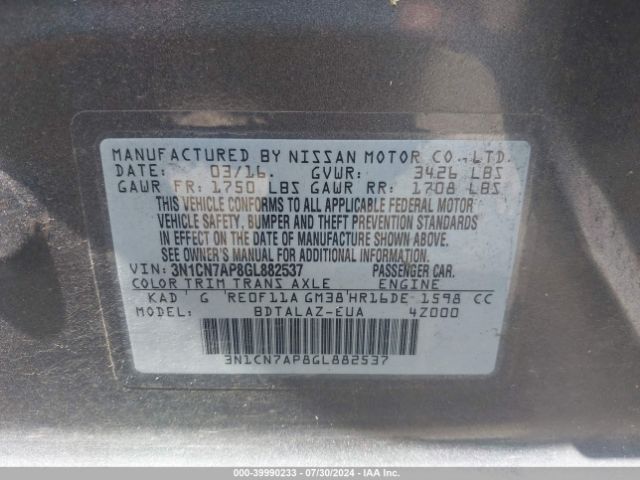 MANUFACTURED BY NISSAN MOTOR CO., LTD.
DATE: 03/16. GVWR: 3426 LBS
GAWR FR: 1750 LBS GAWR RR: 1708 LBS
THIS VEHICLE CONFORMS TO ALL APPLICABLE FEDERAL MOTOR
VEHICLE SAFETY, BUMPER AND THEFT PREVENTION STANDARDS
IN EFFECT ON THE DATE OF MANUFACTURE SHOWN ABOVE.
SEE OWNER'S MANUAL FOR ADDITIONAL INFORMATION.
VIN: 3N1CN7AP8GL882537 PASSENGER CAR.
COLOR TRIM TRANS AXLE ENGINE
KAD G RE0F11A GM38 HR16DE 1598 CC
MODEL: BDTALAZ-EUA 4Z000
3N1CN7AP8GL882537
000-39990233 — 07/30/2024 — IAA Inc.